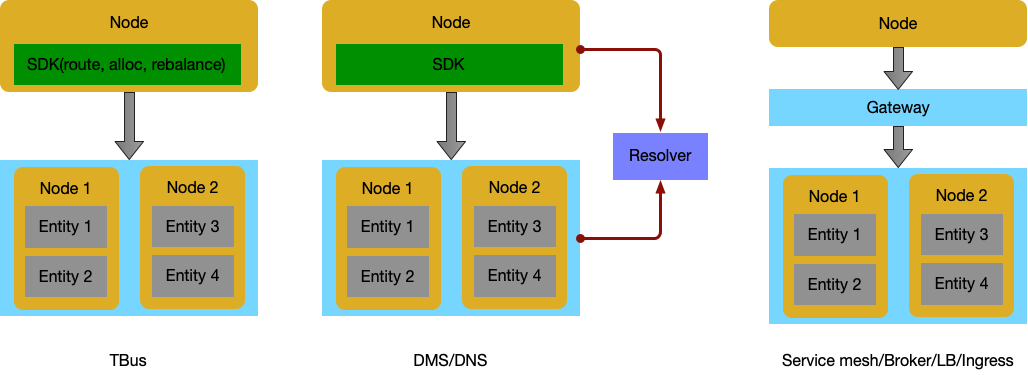 Node
SDK(route, alloc, rebalance)
Node 1
Node 2
Entity 1
Entity 3
Entity 2
Entity 4
TBus
Node
SDK
Resolver
Node 1
Node 2
Entity 1
Entity 3
Entity 2
Entity 4
DMS/DNS
Node
Gateway
Node 1
Node 2
Entity 1
Entity 3
Entity 2
Entity 4
Service mesh/Broker/LB/Ingress